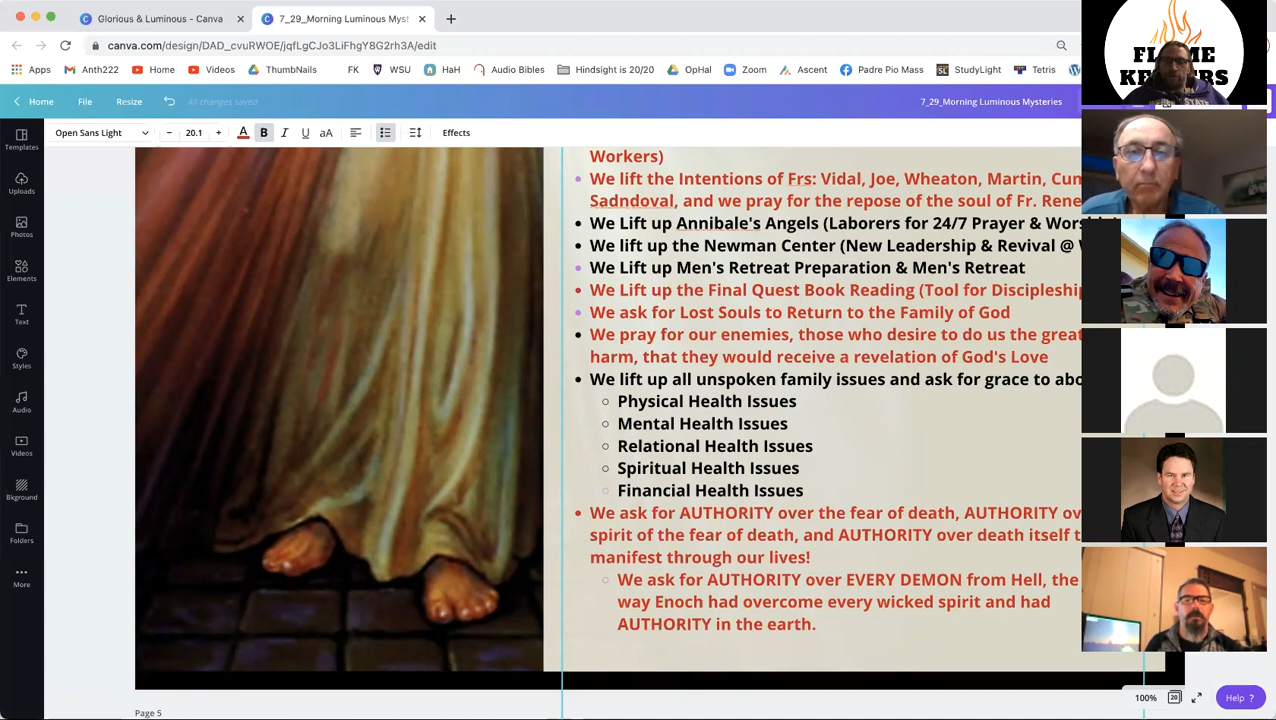 Glorious & Luminous - Canva
7_29_Morning Luminous Myst
canva.com/design/DAD_cvuRWOE/jqfLgCJo3LiFhgY8G2rh3A/edit
Apps Anth222 Home Videos ThumbNails FK WSU HaH Audio Bibles Hindsight is 20/20 OpHal Zoom Ascent Padre Pio Mass StudyLight Tetris
Home File Resize All changes saved 7_29_Morning Luminous Mysteries
Open Sans Light 20.1 A B I U aA Effects
Templates
Uploads
Photos
Elements
Text
Styles
Audio
Videos
Bkground
Folders
More
Workers)
We lift the Intentions of Frs: Vidal, Joe, Wheaton, Martin, Cun
Sadndoval, and we pray for the repose of the soul of Fr. Rene
We Lift up Annibale's Angels (Laborers for 24/7 Prayer & Wors
We lift up the Newman Center (New Leadership & Revival @
We Lift up Men's Retreat Preparation & Men's Retreat
We Lift up the Final Quest Book Reading (Tool for Discipleship
We ask for Lost Souls to Return to the Family of God
We pray for our enemies, those who desire to do us the great
harm, that they would receive a revelation of God's Love
We lift up all unspoken family issues and ask for grace to abo
Physical Health Issues
Mental Health Issues
Relational Health Issues
Spiritual Health Issues
Financial Health Issues
We ask for AUTHORITY over the fear of death, AUTHORITY ov
spirit of the fear of death, and AUTHORITY over death itself t
manifest through our lives!
We ask for AUTHORITY over EVERY DEMON from Hell, the
way Enoch had overcome every wicked spirit and had
AUTHORITY in the earth.
Page 5
100% 20 Help ?